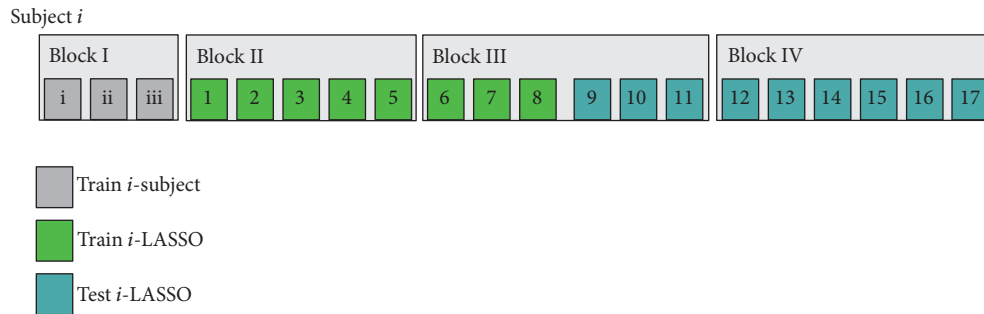 Subject i
Block I Block II Block III Block IV
i ii iii 1 2 3 4 5 6 7 8 9 10 11 12 13 14 15 16 17
Train i-subject
Train i-LASSO
Test i-LASSO